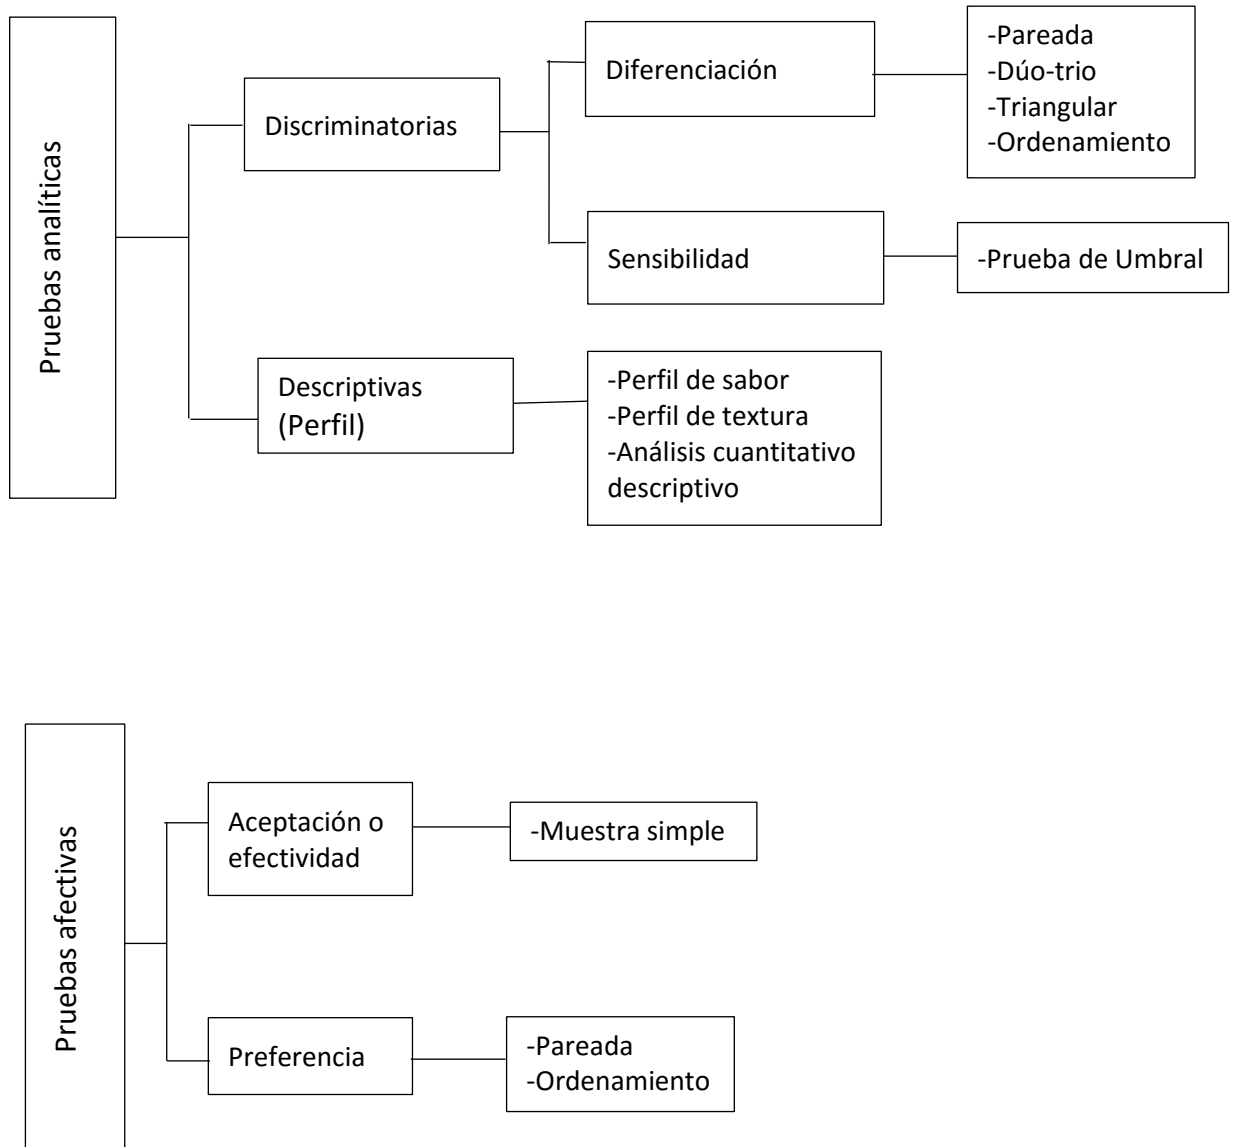 Pruebas analíticas
Discriminatorias
Diferenciación
-Pareada
-Dúo-trio
-Triangular
-Ordenamiento
Sensibilidad
-Prueba de Umbral
Descriptivas
(Perfil)
-Perfil de sabor
-Perfil de textura
-Análisis cuantitativo
descriptivo
Pruebas afectivas
Aceptación o
efectividad
-Muestra simple
Preferencia
-Pareada
-Ordenamiento